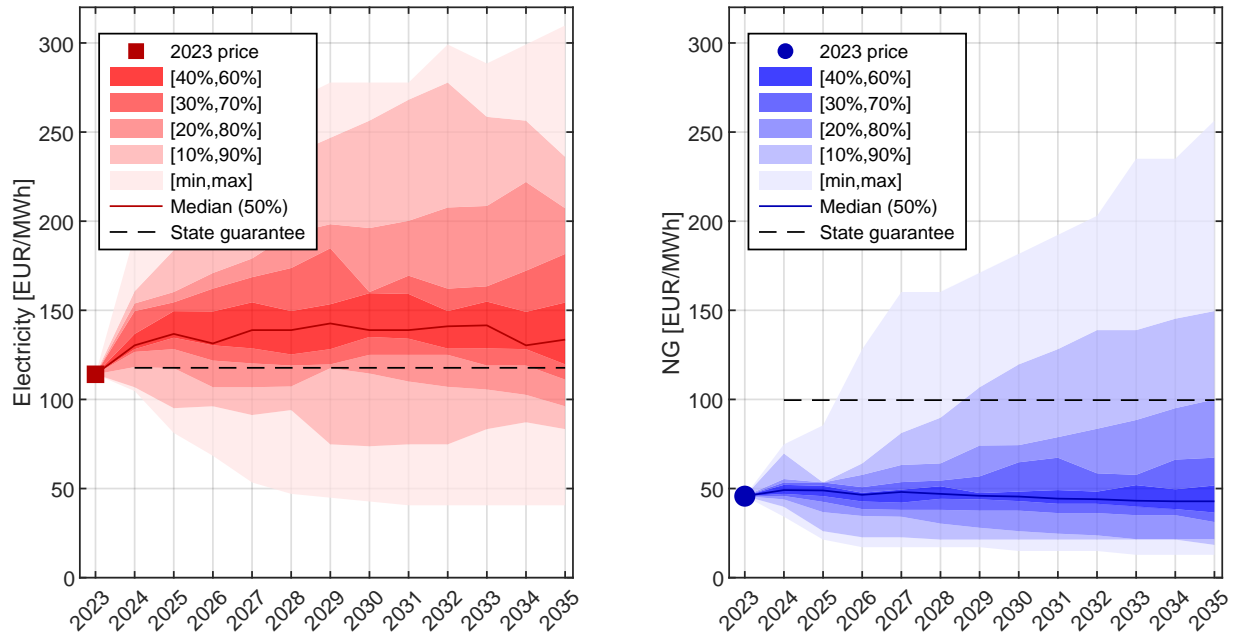 Electricity [EUR/MWh]
300
250
200
150
100
50
0
2023 price
[40%,60%]
[30%,70%]
[20%,80%]
[10%,90%]
[min,max]
Median (50%)
State guarantee
2023 2024 2025 2026 2027 2028 2029 2030 2031 2032 2033 2034 2035
NG [EUR/MWh]
300
250
200
150
100
50
0
2023 price
[40%,60%]
[30%,70%]
[20%,80%]
[10%,90%]
[min,max]
Median (50%)
State guarantee
2023 2024 2025 2026 2027 2028 2029 2030 2031 2032 2033 2034 2035